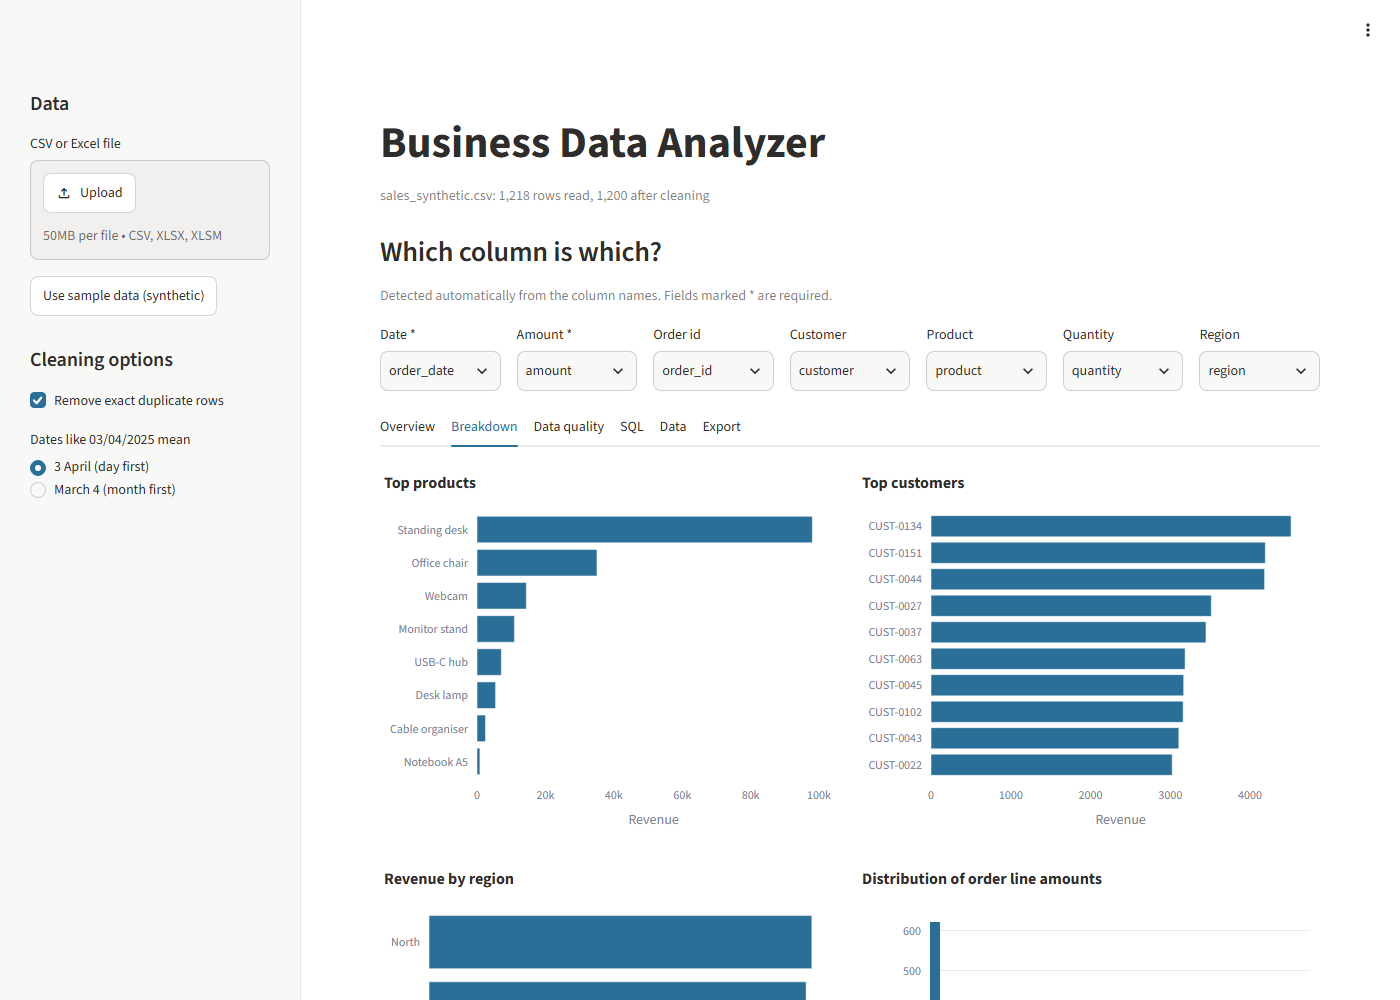 Data
CSV or Excel file
Upload
50MB per file • CSV, XLSX, XLSM
Use sample data (synthetic)
Cleaning options
Remove exact duplicate rows
Dates like 03/04/2025 mean
3 April (day first)
March 4 (month first)
Business Data Analyzer
sales_synthetic.csv: 1,218 rows read, 1,200 after cleaning
Which column is which?
Detected automatically from the column names. Fields marked * are required.
Date * Amount * Order id Customer Product Quantity Region
order_date amount order_id customer product quantity region
Overview Breakdown Data quality SQL Data Export
Top products
Standing desk
Office chair
Webcam
Monitor stand
USB-C hub
Desk lamp
Cable organiser
Notebook A5
0 20k 40k 60k 80k 100k
Revenue
Top customers
CUST-0134
CUST-0151
CUST-0044
CUST-0027
CUST-0037
CUST-0063
CUST-0045
CUST-0102
CUST-0043
CUST-0022
0 1000 2000 3000 4000
Revenue
Revenue by region
North
Distribution of order line amounts
600
500